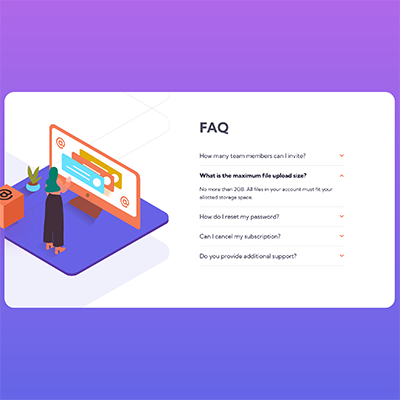 FAQ
How many team members can I invite?
What is the maximum file upload size?
No more than 2GB. All files in your account must fit your
allotted storage space.
How do I reset my password?
Can I cancel my subscription?
Do you provide additional support?